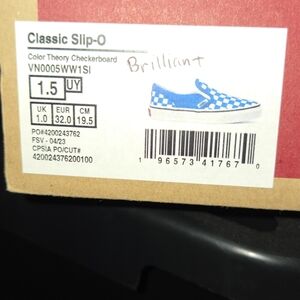 Classic Slip-O
Color Theory Checkerboard
Brilliant
VN0005WW1SI
1.5 UY
UK EUR CM
1.0 32.0 19.5
PO#4200243762
FSV - 04/23
CPSIA PO/CUT#
420024376200100
1 96573 41767 0